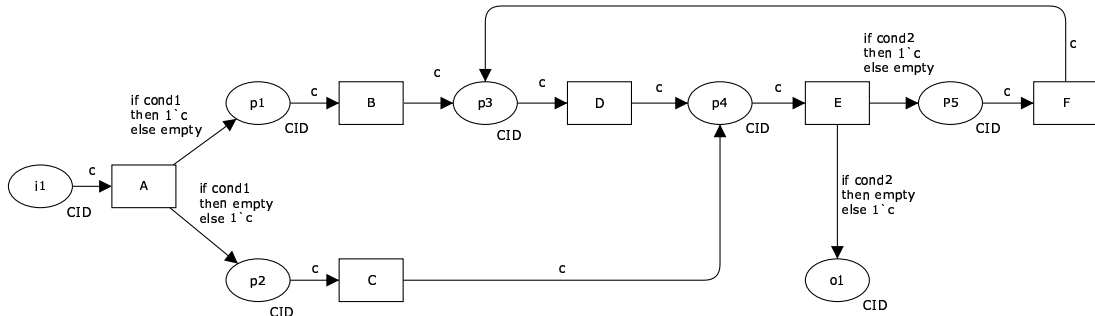 if cond2
then 1`c
else empty
c
if cond1
then 1`c
else empty
p1
c
B
c
p3
c
D
c
p4
c
E
P5
c
F
CID
CID
CID
CID
i1
c
A
CID
if cond1
then empty
else 1`c
if cond2
then empty
else 1`c
p2
c
C
c
o1
CID
CID